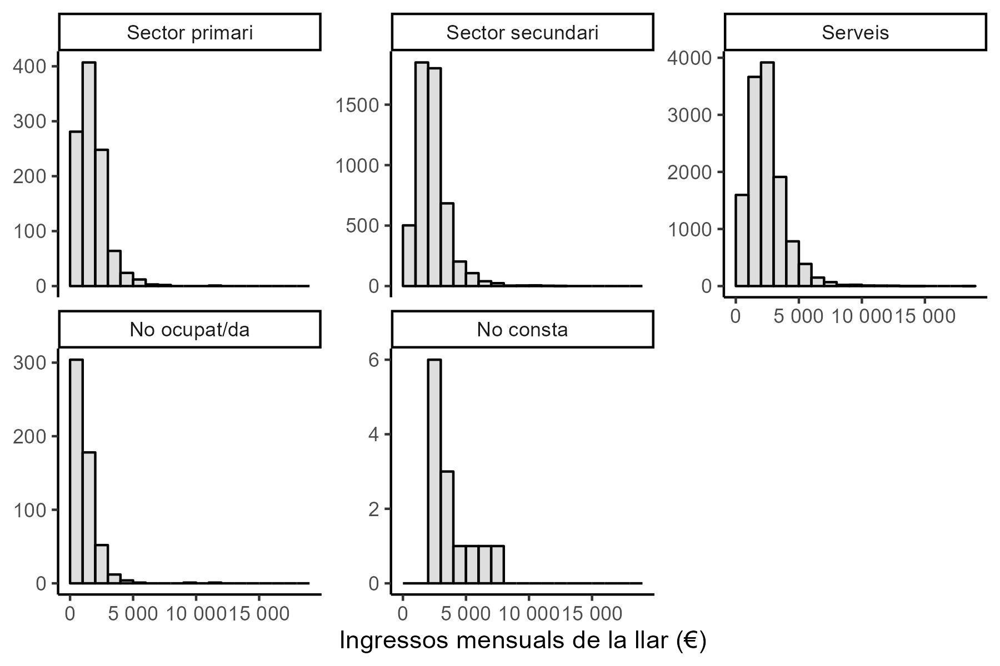 Sector primari
Sector secundari
Serveis
400
300
200
100
0
1500
1000
500
0
4000
3000
2000
1000
0
0 5 000 10 000 15 000
No ocupat/da
No consta
300
200
100
0
6
4
2
0
0 5 000 10 000 15 000
0 5 000 10 000 15 000
Ingressos mensuals de la llar (€)